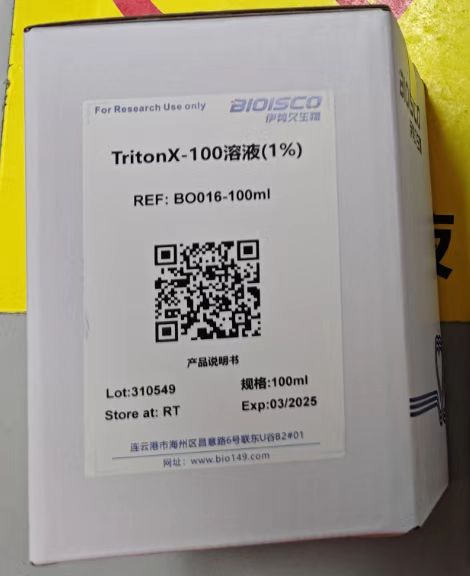 For Research Use only
BIOISCO
TritonX-100溶液(1%)
REF: BO016-100ml
产品说明书
Lot:310549
规格:100ml
Store at: RT
Exp:03/2025
连云港市海州区昌意路6号联东U谷B2#01
网址: www.bio149.com